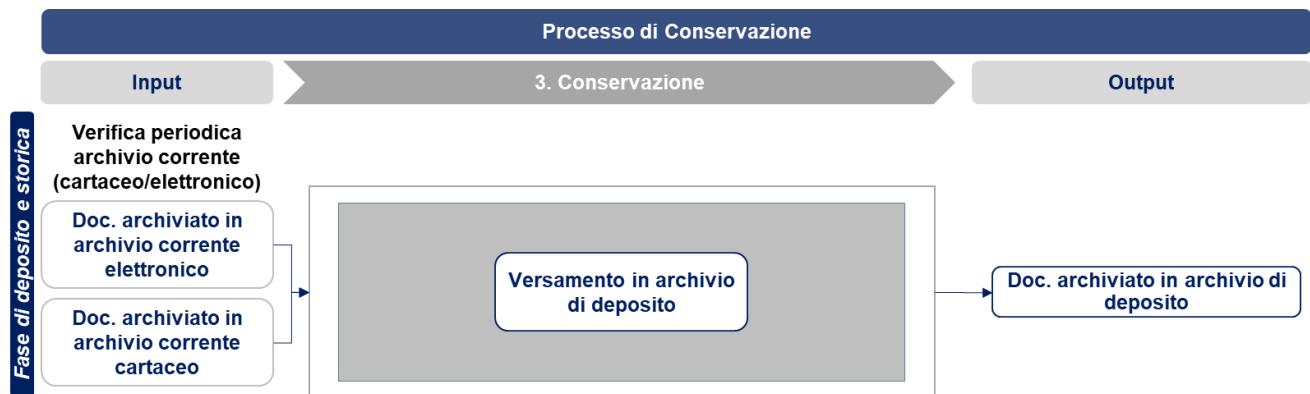 Processo di Conservazione
Input
3. Conservazione
Output
Fase di deposito e storica
Verifica periodica
archivio corrente
(cartaceo/elettronico)
Doc. archiviato in
archivio corrente
elettronico
Doc. archiviato in
archivio corrente
cartaceo
Versamento in archivio
di deposito
Doc. archiviato in archivio di
deposito